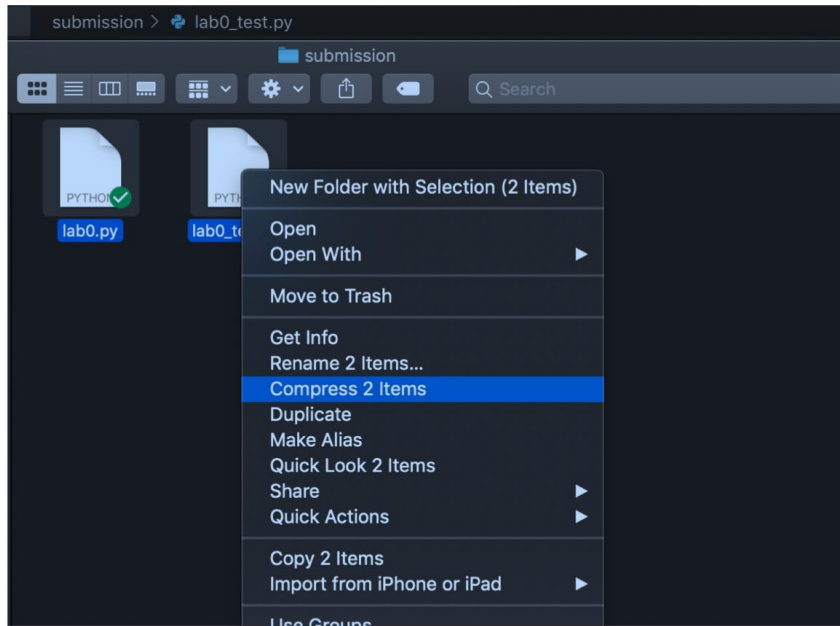 submission > lab0_test.py
submission
Search
PYTHON
lab0.py
New Folder with Selection (2 Items)
Open
Open With
Move to Trash
Get Info
Rename 2 Items...
Compress 2 Items
Duplicate
Make Alias
Quick Look 2 Items
Share
Quick Actions
Copy 2 Items
Import from iPhone or iPad
Use Groups